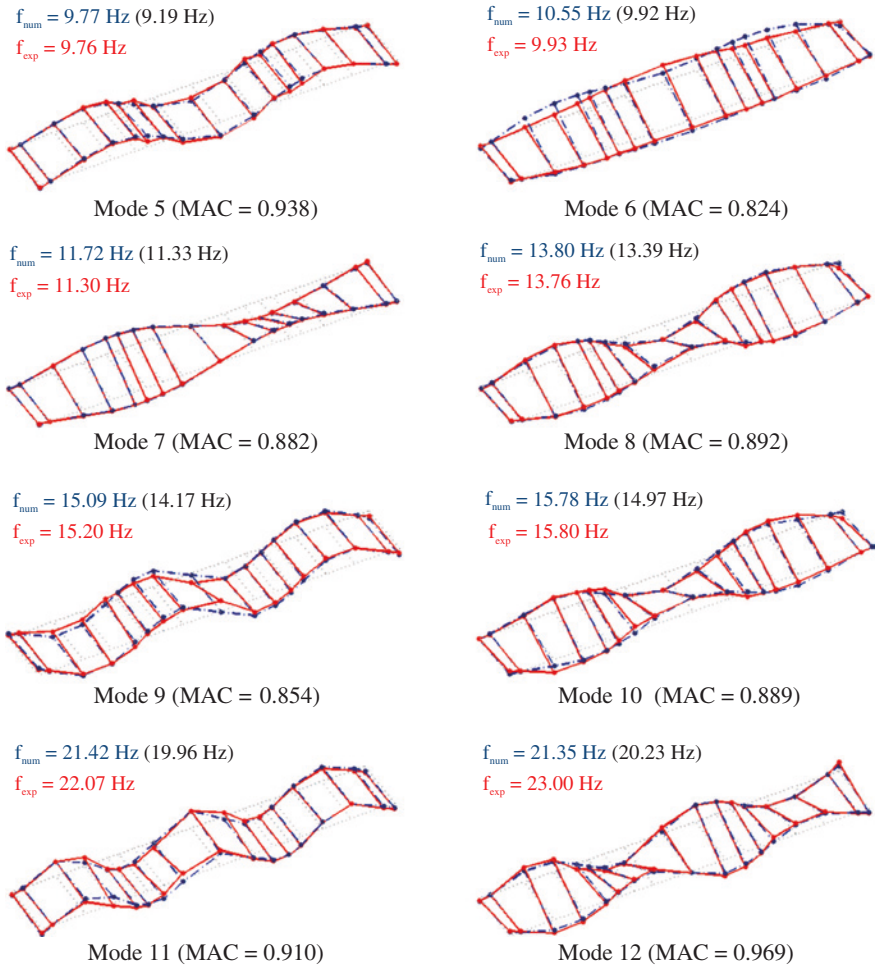 f_num = 9.77 Hz (9.19 Hz)
f_exp = 9.76 Hz
Mode 5 (MAC = 0.938)
f_num = 10.55 Hz (9.92 Hz)
f_exp = 9.93 Hz
Mode 6 (MAC = 0.824)
f_num = 11.72 Hz (11.33 Hz)
f_exp = 11.30 Hz
Mode 7 (MAC = 0.882)
f_num = 13.80 Hz (13.39 Hz)
f_exp = 13.76 Hz
Mode 8 (MAC = 0.892)
f_num = 15.09 Hz (14.17 Hz)
f_exp = 15.20 Hz
Mode 9 (MAC = 0.854)
f_num = 15.78 Hz (14.97 Hz)
f_exp = 15.80 Hz
Mode 10 (MAC = 0.889)
f_num = 21.42 Hz (19.96 Hz)
f_exp = 22.07 Hz
Mode 11 (MAC = 0.910)
f_num = 21.35 Hz (20.23 Hz)
f_exp = 23.00 Hz
Mode 12 (MAC = 0.969)